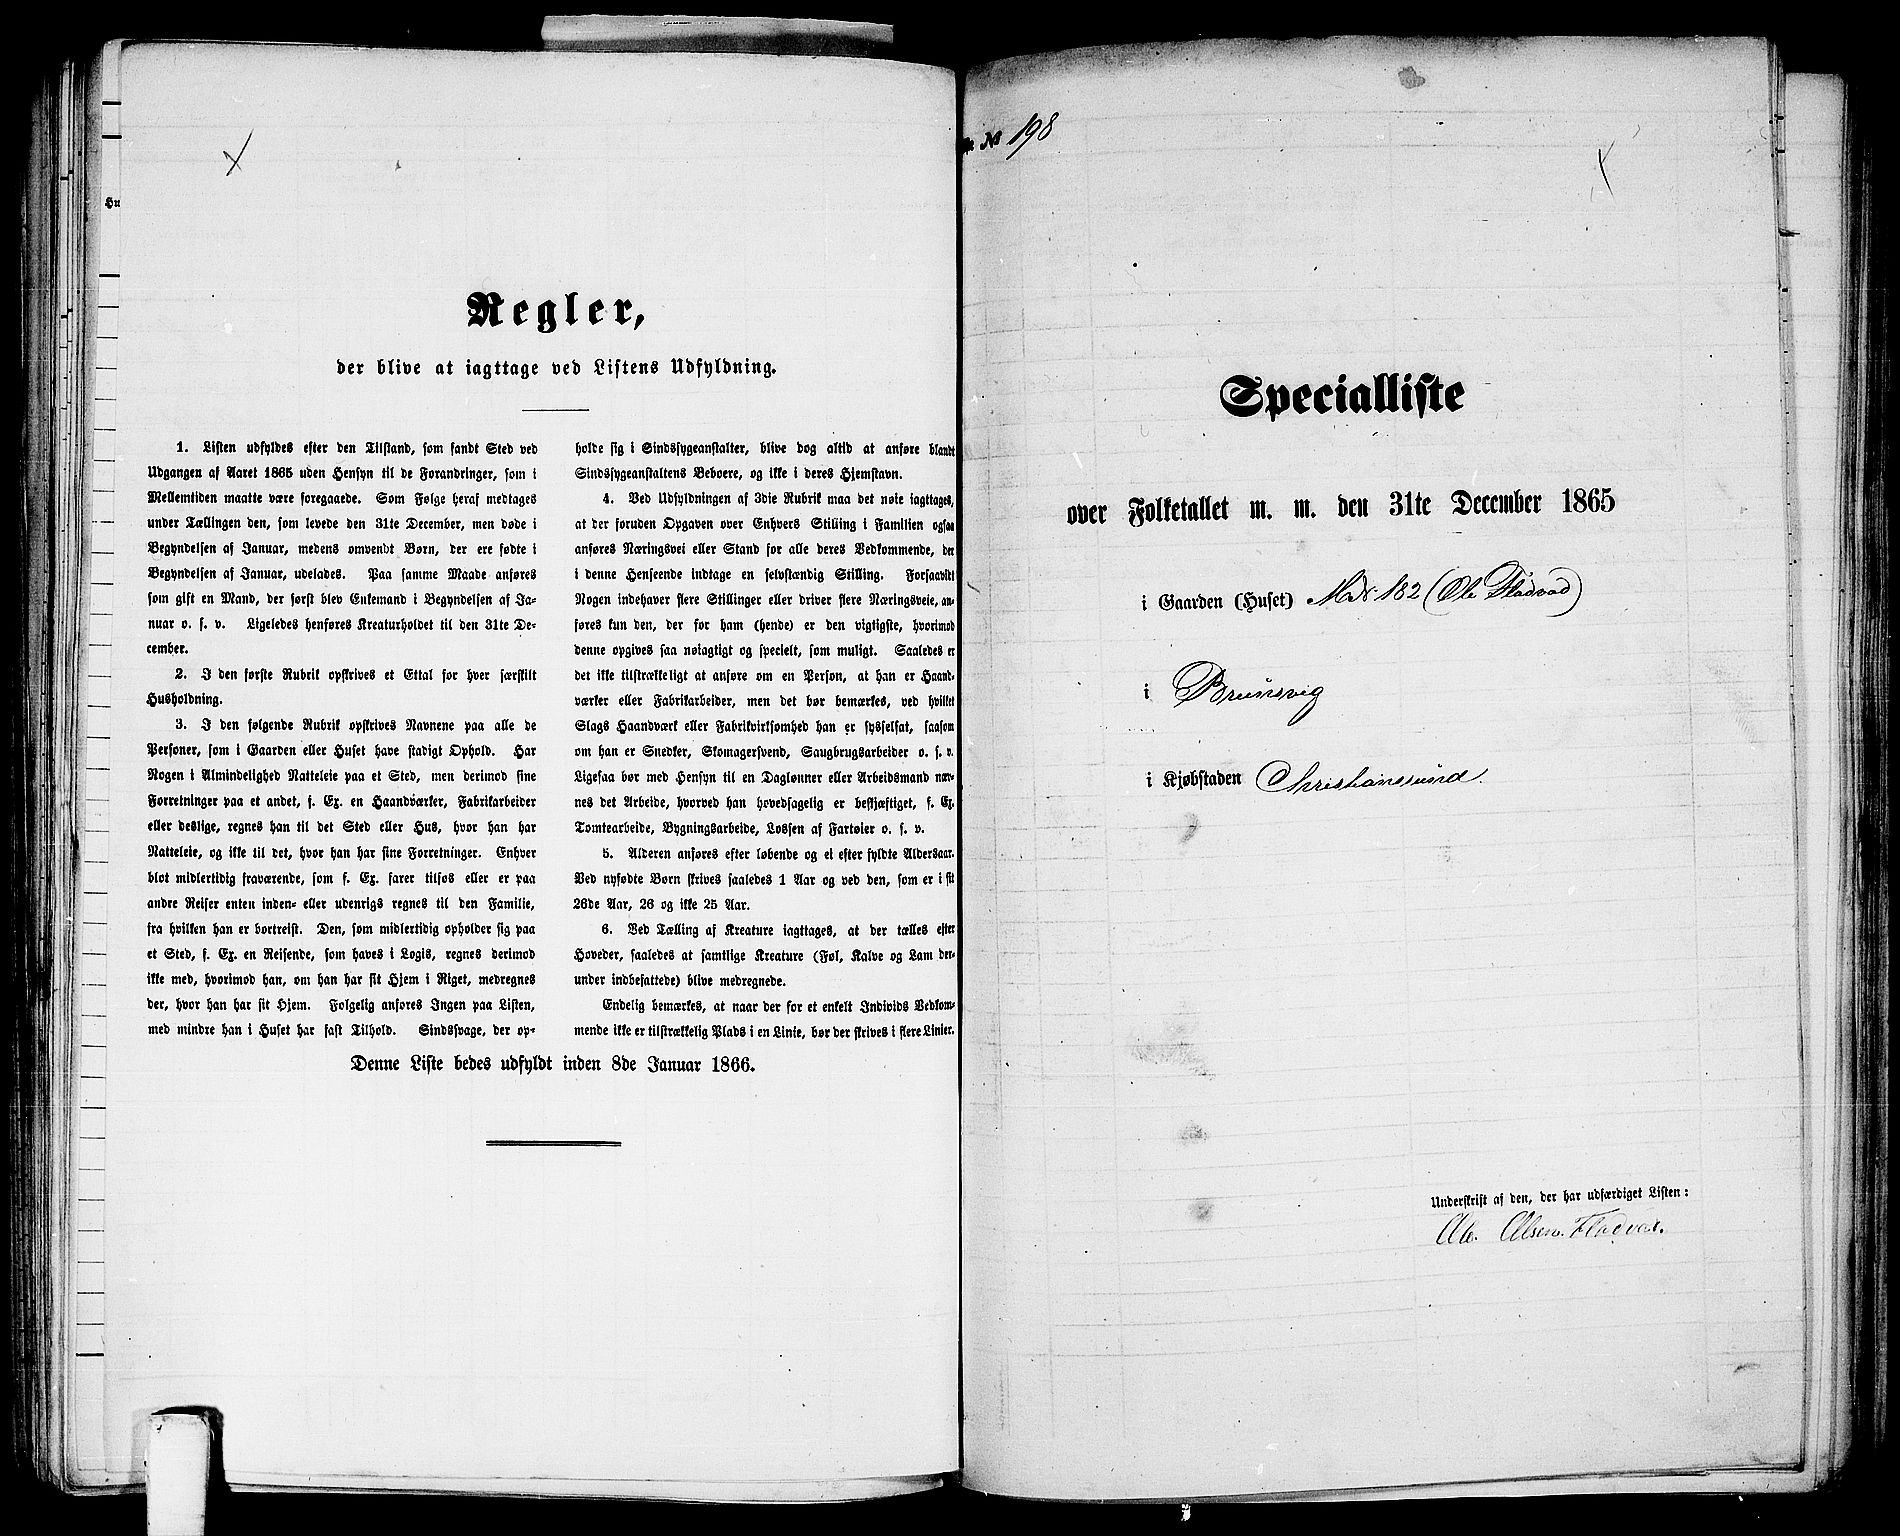 Regler,
der blive at iagttage ved Listens Udfyldning.
1. Listen udfyldes efter den Tilstand, som fandt Sted ved
Udgangen af Aaret 1865 uden Hensyn til de Forandringer, som i
Mellemtiden maatte være foregaaede. Som Følge heraf medtages
under Tællingen den, som levede den 31te December, men døde i
Begyndelsen af Januar, medens omvendt Børn, der ere fødte i
Begyndelsen af Januar, udelades. Paa samme Maade anføres
som gift en Mand, der først blev Enkemand i Begyndelsen af Ja-
nuar o. s. v. Ligeledes henføres Kreaturholdet til den 31te De-
cember.
2. I den første Rubrik opskrives et Ettal for hver særskilt
Husholdning.
3. I den følgende Rubrik opskrives Navnene paa alle de
Personer, som i Gaarden eller Huset have stadigt Ophold. Har
Nogen i Almindelighed Natteleie paa et Sted, men derimod sine
Forretninger paa et andet, f. Ex. en Haandværker, Fabrikarbeider
eller deslige, regnes han til det Sted eller Hus, hvor han har
Natteleie, og ikke til det, hvor han har sine Forretninger. Enhver
blot midlertidig fraværende, som f. Ex. farer tilsøs eller er paa
andre Reiser enten inden- eller udenrigs regnes til den Familie,
fra hvilken han er bortreist. Den, som midlertidig opholder sig paa
et Sted, f. Ex. en Reisende, som haves i Logis, regnes derimod
ikke med, hvorimod han, om han har sit Hjem i Riget, medregnes
der, hvor han har sit Hjem. Følgelig anføres Ingen paa Listen,
med mindre han i Huset har fast Tilhold. Sindssvage, der op-
holde sig i Sindssygeanstalter, blive dog altid at anføre blandt
Sindssygeanstaltens Beboere, og ikke i deres Hjemstavn.
4. Ved Udfyldningen af 3die Rubrik maa det nøie iagttages,
at der foruden Opgaven over Enhvers Stilling i Familien ogsaa
anføres Næringsvei eller Stand for alle deres Vedkommende, der
i denne Henseende indtage en selvstændig Stilling. Forsaavidt
Nogen indehaver flere Stillinger eller driver flere Næringsveie, an-
føres kun den, der for ham (hende) er den vigtigste, hvorimod
denne opgives saa nøiagtigt og specielt, som muligt. Saaledes er
det ikke tilstrækkeligt at anføre om en Person, at han er Haand-
værker eller Fabrikarbeider, men det bør bemærkes, ved hvilket
Slags Haandværk eller Fabrikvirksomhed han er sysselsat, saasom
om han er Snedker, Skomagersvend, Saugbrugsarbeider o. s. v.
Ligesaa bør med Hensyn til en Daglønner eller Arbeidsmand næv-
nes det Arbeide, hvorved han hovedsagelig er beskjæftiget, f. Ex.
Tomtearbeide, Bygningsarbeide, Lossen af Fartøier o. s. v.
5. Alderen anføres efter løbende og ei efter fyldte Aldersaar.
Ved nyfødte Børn skrives saaledes 1 Aar og ved den, som er i sit
26de Aar, 26 og ikke 25 Aar.
6. Ved Tælling af Kreature iagttages, at der tælles efter
Hoveder, saaledes at samtlige Kreature (Føl, Kalve og Lam der-
under indbefattede) blive medregnede.
Endelig bemærkes, at naar der for et enkelt Individs Vedkom-
mende ikke er tilstrækkelig Plads i en Linie, bør der skrives i flere Linier.
Denne Liste bedes udfyldt inden 8de Januar 1866.
№ 198
Specialliste
over Folketallet m. m. den 31te December 1865
i Gaarden (Huset) Mdt 182 (Ole Flådvad)
i Bruunsvig
i Kjøbstaden Christianssund.
Underskrift af den, der har udfærdiget Listen:
Ole Olsen Fladvad.